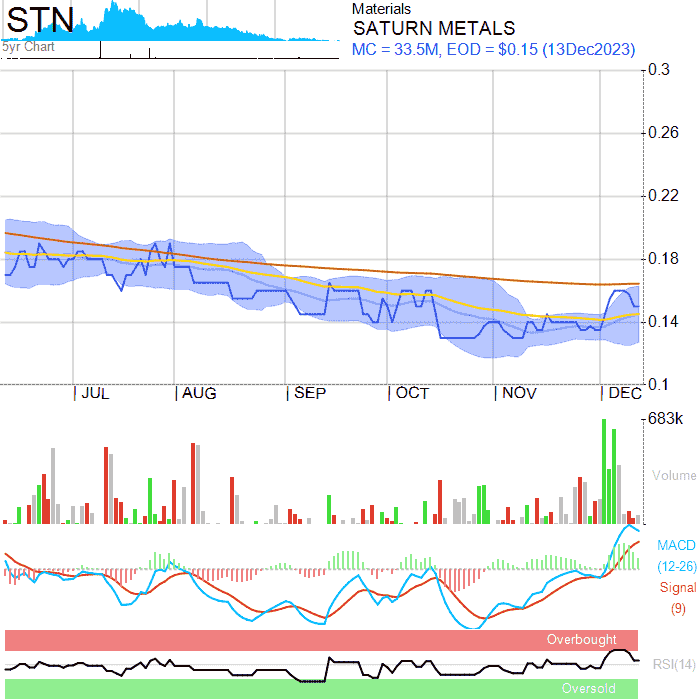 STN
5yr Chart
Materials
SATURN METALS
MC = 33.5M, EOD = $0.15 (13Dec2023)
0.3
0.26
0.22
0.18
0.14
0.1
JUL AUG SEP OCT NOV DEC
683k
Volume
MACD
(12-26)
Signal
(9)
Overbought
RSI(14)
Oversold